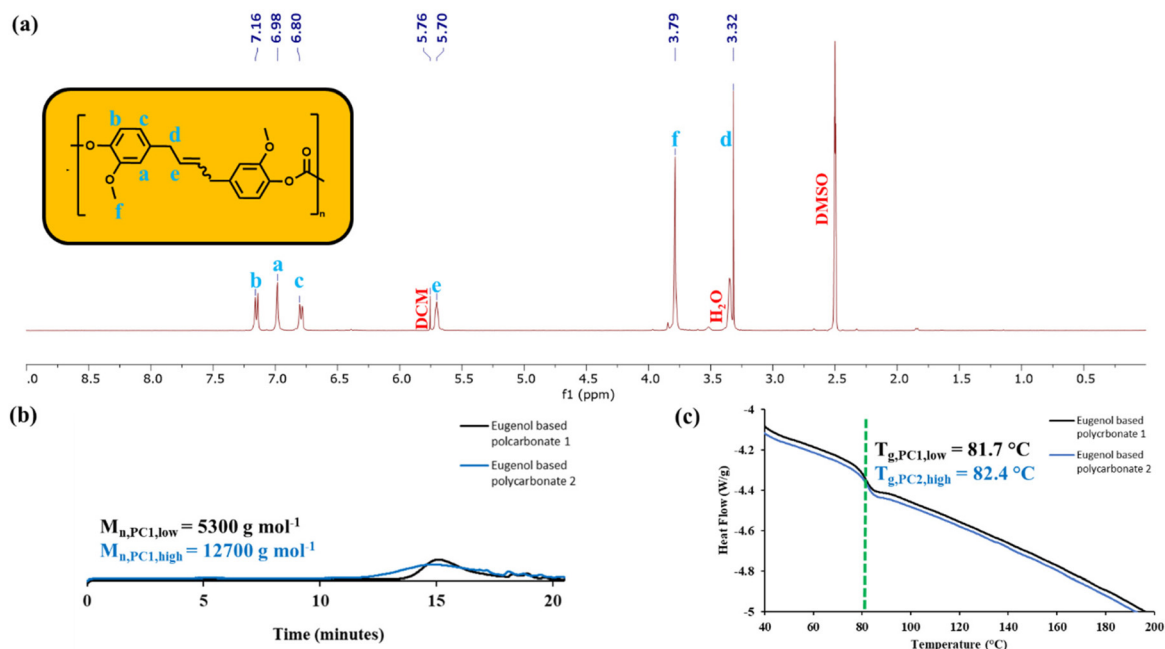 (a)
7.16
6.98
6.80
5.76
5.70
3.79
3.32
b c
O
d
O
O
a
e
O
O
f
n
b
a
c
DCM
e
f
H2O
d
DMSO
.0 8.5 8.0 7.5 7.0 6.5 6.0 5.5 5.0 4.5 4.0 3.5 3.0 2.5 2.0 1.5 1.0 0.5
f1 (ppm)
(b)
Eugenol based
polcarbonate 1
Eugenol based
polycarbonate 2
Mn,PC1,low = 5300 g mol-1
Mn,PC1,high = 12700 g mol-1
0 5 10 15 20
Time (minutes)
(c)
Eugenol based
polycrbonate 1
Eugenol based
polycarbonate 2
Tg,PC1,low = 81.7 °C
Tg,PC2,high = 82.4 °C
Heat Flow (W/g)
-4
-4.2
-4.4
-4.6
-4.8
-5
40 60 80 100 120 140 160 180 200
Temperature (°C)